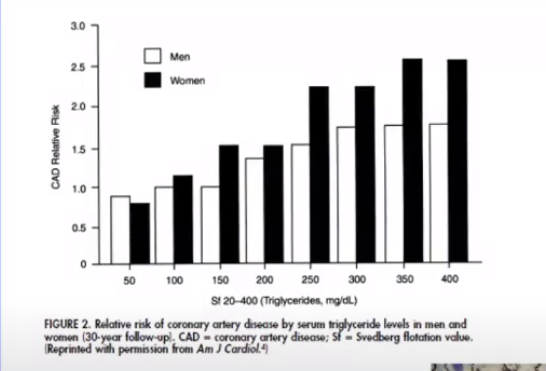 3.0
2.5
2.0
1.5
1.0
0.5
0
CAD Relative Risk
Men
Women
50 100 150 200 250 300 350 400
Sf 20–400 (Triglycerides, mg/dL)
FIGURE 2. Relative risk of coronary artery disease by serum triglyceride levels in men and
women (30-year follow-up). CAD = coronary artery disease; Sf = Svedberg flotation value.
(Reprinted with permission from Am J Cardiol.⁴)